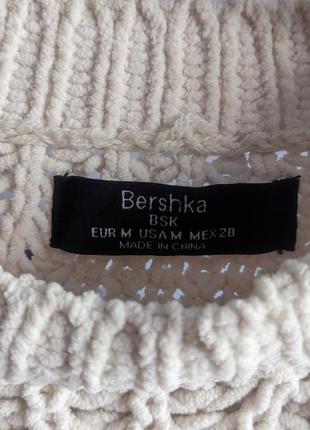 Bershka
BSK
EUR M USA M MEX 28
MADE IN CHINA